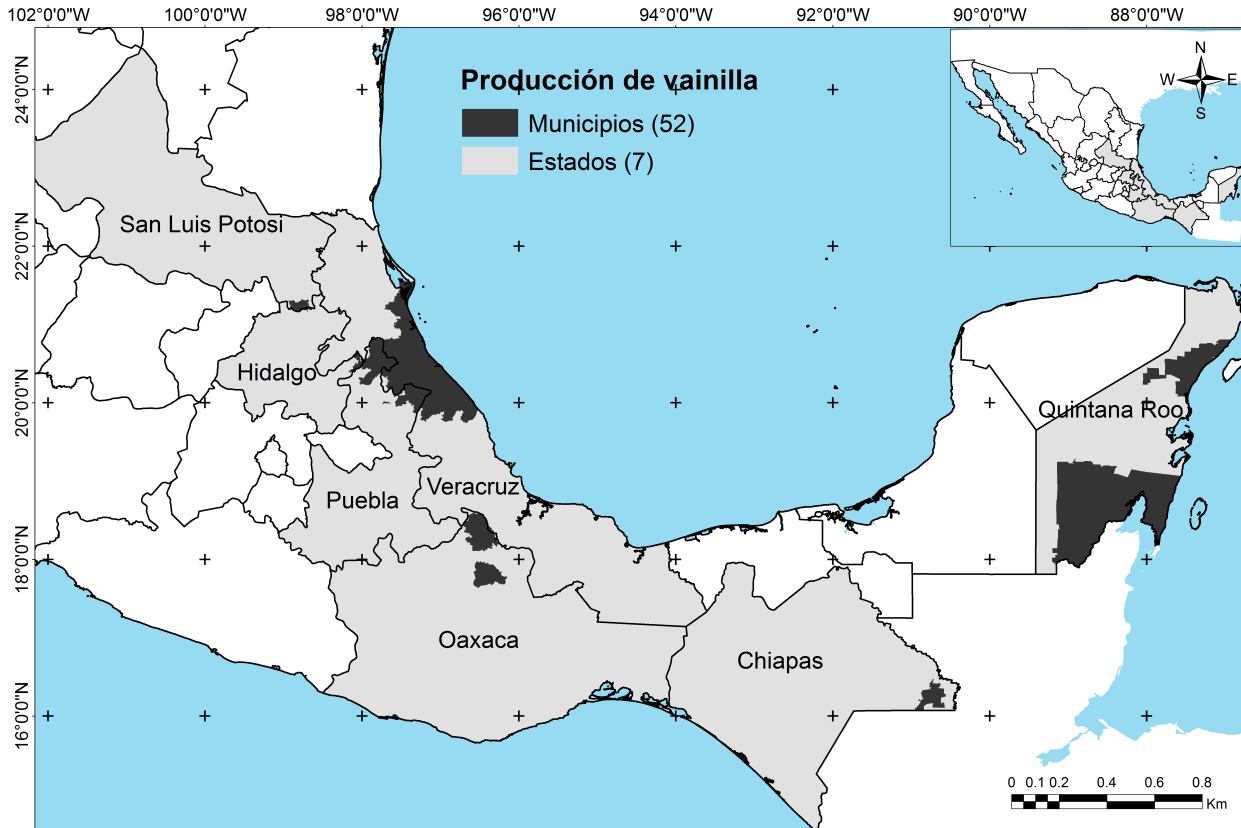 102°0'0"W 100°0'0"W 98°0'0"W 96°0'0"W 94°0'0"W 92°0'0"W 90°0'0"W 88°0'0"W
24°0'0"N
22°0'0"N
20°0'0"N
18°0'0"N
16°0'0"N
Producción de vainilla
Municipios (52)
Estados (7)
N
W E
S
San Luis Potosi
Hidalgo
Quintana Roo
Puebla
Veracruz
Oaxaca
Chiapas
0 0.1 0.2 0.4 0.6 0.8
Km